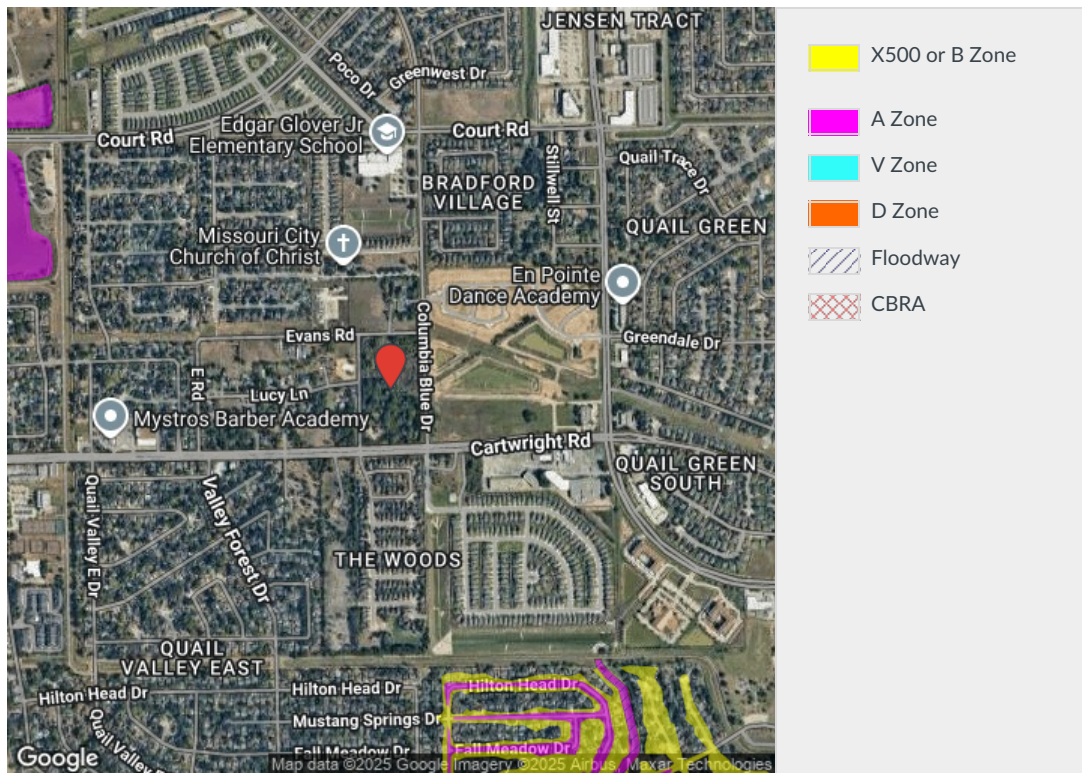 JENSEN TRACT
Poco Dr
Greenwest Dr
Court Rd
Edgar Glover Jr
Elementary School
Court Rd
Stillwell St
Quail Trace Dr
BRADFORD
VILLAGE
QUAIL GREEN
Missouri City
Church of Christ
En Pointe
Dance Academy
Columbia Blue Dr
Evans Rd
Greendale Dr
E Rd
Lucy Ln
Mystros Barber Academy
Cartwright Rd
QUAIL GREEN
SOUTH
Quail Valley E Dr
Valley Forest Dr
THE WOODS
QUAIL
VALLEY EAST
Hilton Head Dr
Hilton Head Dr
Hilton Head Dr
Mustang Springs Dr
Quail Valley E
Fall Meadow Dr
Fall Meadow Dr
Google
Map data ©2025 Google Imagery ©2025 Airbus, Maxar Technologies
X500 or B Zone
A Zone
V Zone
D Zone
Floodway
CBRA